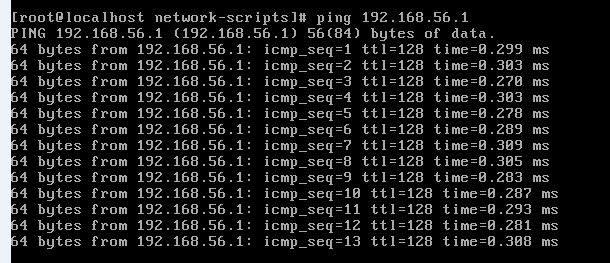 [root@localhost network-scripts]# ping 192.168.56.1
PING 192.168.56.1 (192.168.56.1) 56(84) bytes of data.
64 bytes from 192.168.56.1: icmp_seq=1 ttl=128 time=0.299 ms
64 bytes from 192.168.56.1: icmp_seq=2 ttl=128 time=0.303 ms
64 bytes from 192.168.56.1: icmp_seq=3 ttl=128 time=0.270 ms
64 bytes from 192.168.56.1: icmp_seq=4 ttl=128 time=0.303 ms
64 bytes from 192.168.56.1: icmp_seq=5 ttl=128 time=0.278 ms
64 bytes from 192.168.56.1: icmp_seq=6 ttl=128 time=0.289 ms
64 bytes from 192.168.56.1: icmp_seq=7 ttl=128 time=0.309 ms
64 bytes from 192.168.56.1: icmp_seq=8 ttl=128 time=0.305 ms
64 bytes from 192.168.56.1: icmp_seq=9 ttl=128 time=0.283 ms
64 bytes from 192.168.56.1: icmp_seq=10 ttl=128 time=0.287 ms
64 bytes from 192.168.56.1: icmp_seq=11 ttl=128 time=0.293 ms
64 bytes from 192.168.56.1: icmp_seq=12 ttl=128 time=0.281 ms
64 bytes from 192.168.56.1: icmp_seq=13 ttl=128 time=0.308 ms